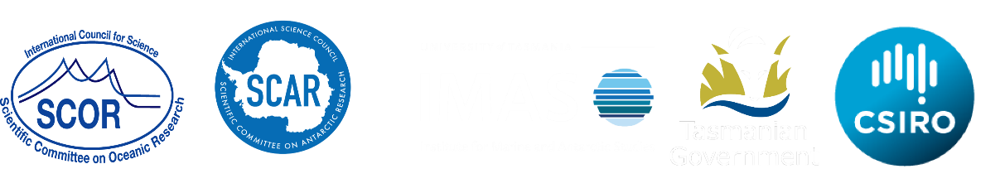 International Council for Science
SCOR
Scientific Committee on Oceanic Research
INTERNATIONAL SCIENCE COUNCIL
SCAR
SCIENTIFIC COMMITTEE ON ANTARCTIC RESEARCH
Tasmanian
Government
CSIRO